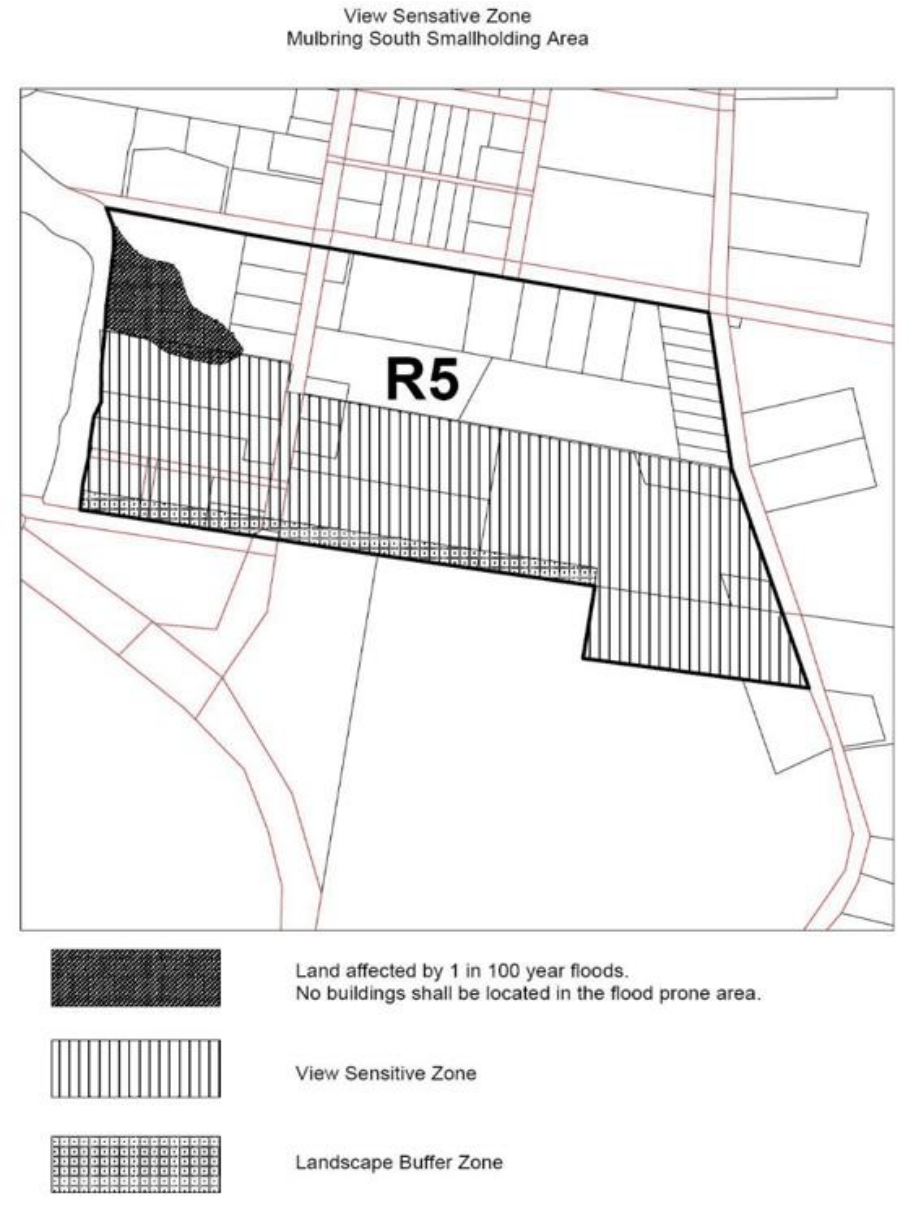 View Sensative Zone
Mulbring South Smallholding Area
R5
Land affected by 1 in 100 year floods.
No buildings shall be located in the flood prone area.
View Sensitive Zone
Landscape Buffer Zone